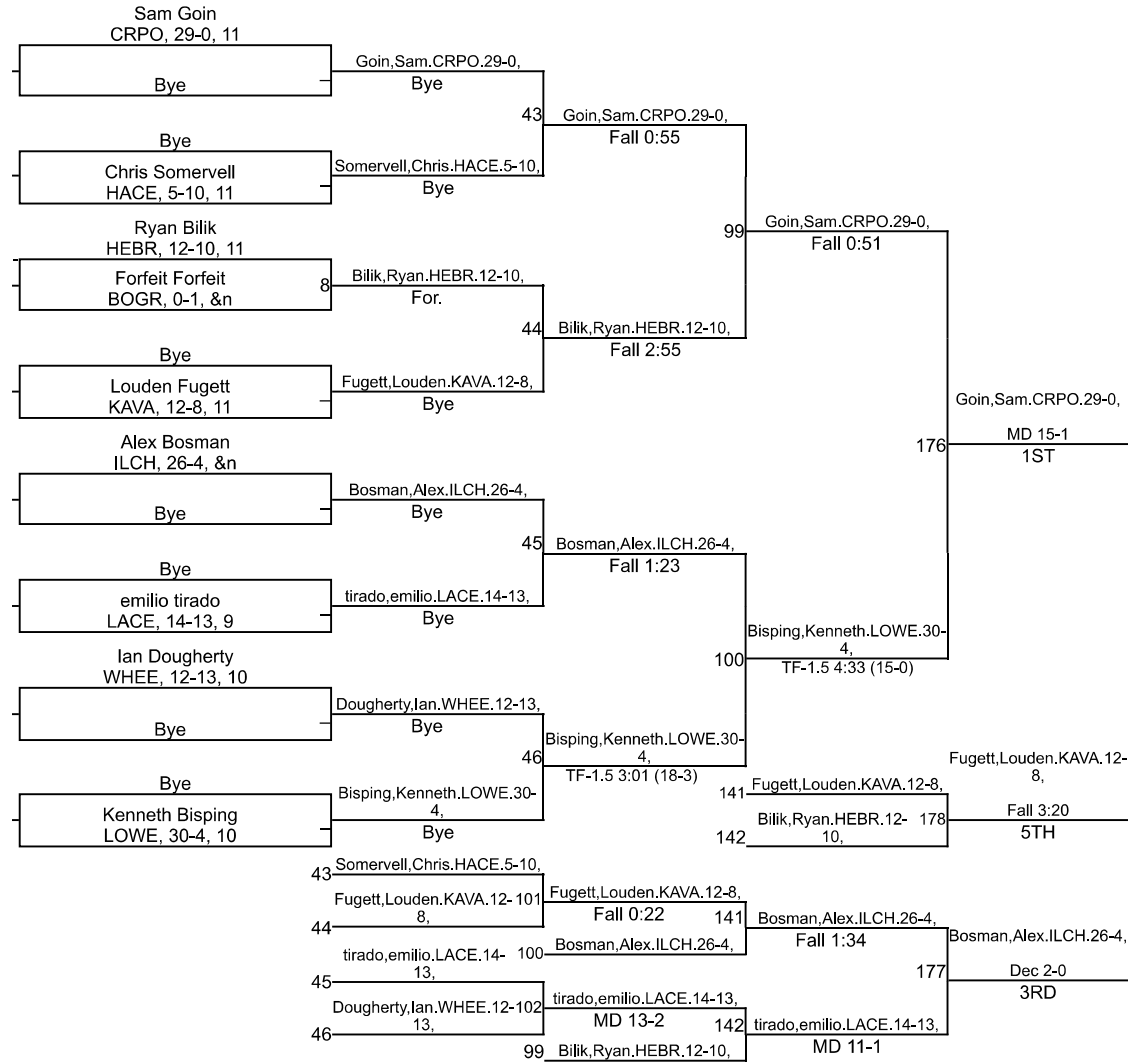 Sam Goin
CRPO, 29-0, 11
Bye
Bye
Chris Somervell
HACE, 5-10, 11
Ryan Bilik
HEBR, 12-10, 11
Forfeit Forfeit
BOGR, 0-1, &n
8
Bye
Louden Fugett
KAVA, 12-8, 11
Alex Bosman
ILCH, 26-4, &n
Bye
Bye
emilio tirado
LACE, 14-13, 9
Ian Dougherty
WHEE, 12-13, 10
Bye
Bye
Kenneth Bisping
LOWE, 30-4, 10
Goin,Sam.CRPO.29-0,
Bye
43
Somervell,Chris.HACE.5-10,
Bye
Bilik,Ryan.HEBR.12-10,
For.
44
Fugett,Louden.KAVA.12-8,
Bye
Bosman,Alex.ILCH.26-4,
Bye
45
tirado,emilio.LACE.14-13,
Bye
Dougherty,Ian.WHEE.12-13,
Bye
46
Bisping,Kenneth.LOWE.30-
4,
Bye
Goin,Sam.CRPO.29-0,
Fall 0:55
99
Bilik,Ryan.HEBR.12-10,
Fall 2:55
Bosman,Alex.ILCH.26-4,
Fall 1:23
100
Bisping,Kenneth.LOWE.30-
4,
TF-1.5 3:01 (18-3)
Goin,Sam.CRPO.29-0,
Fall 0:51
176
Bisping,Kenneth.LOWE.30-
4,
TF-1.5 4:33 (15-0)
Goin,Sam.CRPO.29-0,
MD 15-1
1ST
141
Fugett,Louden.KAVA.12-8,
142
Bilik,Ryan.HEBR.12-
10,
178
Fugett,Louden.KAVA.12-
8,
Fall 3:20
5TH
43
Somervell,Chris.HACE.5-10,
44
Fugett,Louden.KAVA.12-
8,
101
45
tirado,emilio.LACE.14-
13,
46
Dougherty,Ian.WHEE.12-
13,
102
Fugett,Louden.KAVA.12-8,
Fall 0:22
141
100
Bosman,Alex.ILCH.26-4,
tirado,emilio.LACE.14-13,
MD 13-2
142
99
Bilik,Ryan.HEBR.12-10,
Bosman,Alex.ILCH.26-4,
Fall 1:34
177
tirado,emilio.LACE.14-13,
MD 11-1
Bosman,Alex.ILCH.26-4,
Dec 2-0
3RD